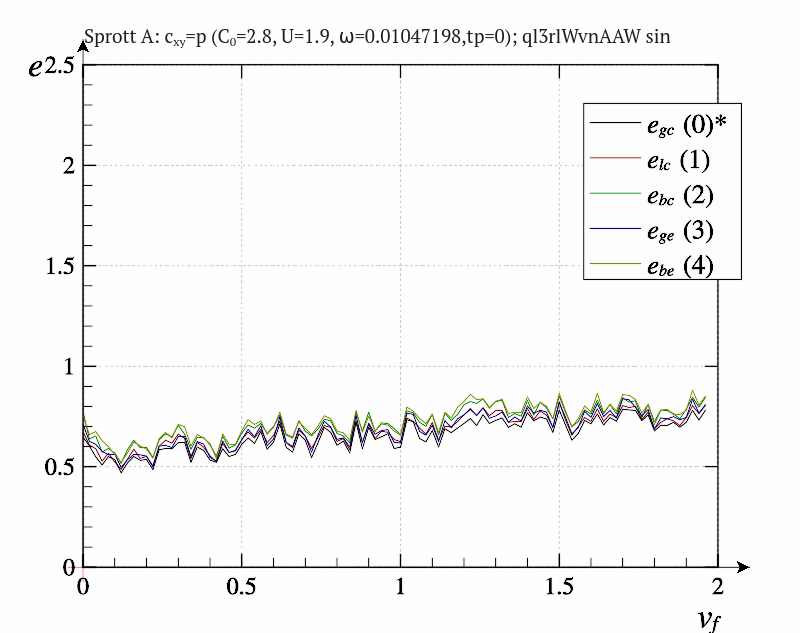 Sprott A: cxy=p (C0=2.8, U=1.9, ω=0.01047198,tp=0); ql3rlWvnAAW sin
e
2.5
2
1.5
1
0.5
0
egc (0)*
elc (1)
ebc (2)
ege (3)
ebe (4)
0 0.5 1 1.5 2
vf